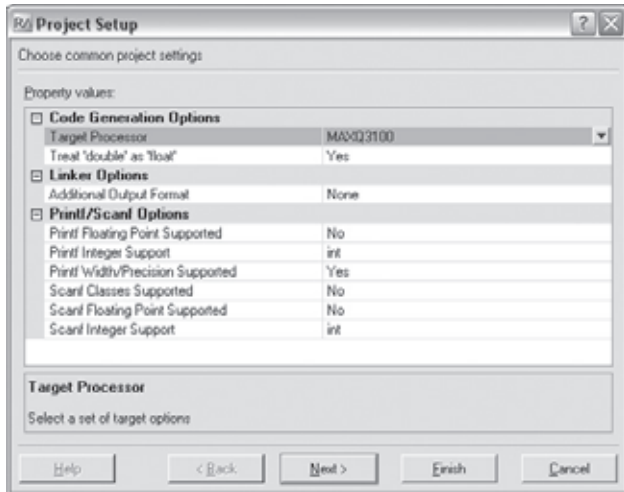 Project Setup
Choose common project settings
Property values:
Code Generation Options
Target Processor MAXQ3100
Treat 'double' as 'float' Yes
Linker Options
Additional Output Format None
Printf/Scanf Options
Printf Floating Point Supported No
Printf Integer Support int
Printf Width/Precision Supported Yes
Scanf Classes Supported No
Scanf Floating Point Supported No
Scanf Integer Support int
Target Processor
Select a set of target options
Help < Back Next > Finish Cancel